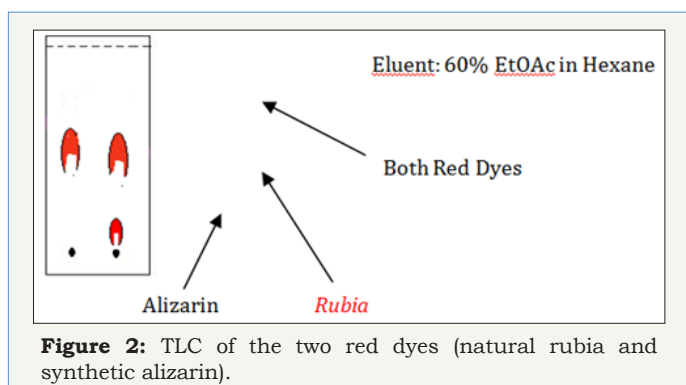 Eluent: 60% EtOAc in Hexane
Both Red Dyes
Alizarin
Rubia
Figure 2: TLC of the two red dyes (natural rubia and
synthetic alizarin).